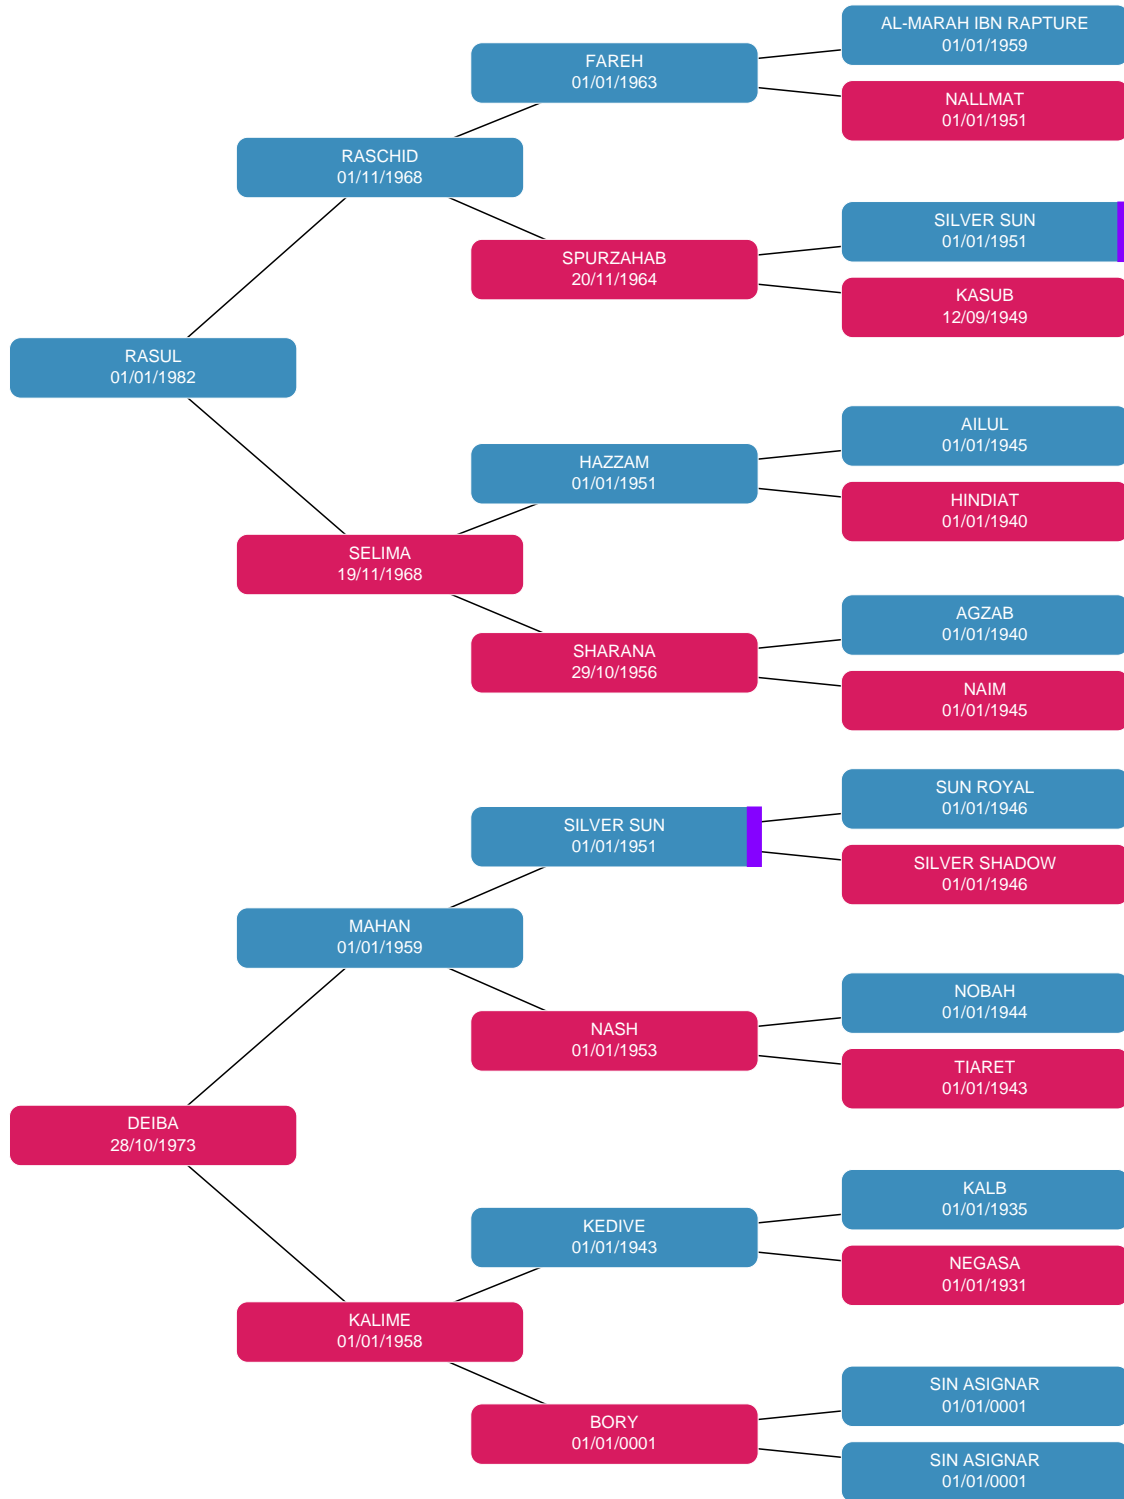 AL-MARAH IBN RAPTURE
01/01/1959
FAREH
01/01/1963
NALLMAT
01/01/1951
RASCHID
01/11/1968
SILVER SUN
01/01/1951
SPURZAHAB
20/11/1964
KASUB
12/09/1949
RASUL
01/01/1982
AILUL
01/01/1945
HAZZAM
01/01/1951
HINDIAT
01/01/1940
SELIMA
19/11/1968
AGZAB
01/01/1940
SHARANA
29/10/1956
NAIM
01/01/1945
SUN ROYAL
01/01/1946
SILVER SUN
01/01/1951
SILVER SHADOW
01/01/1946
MAHAN
01/01/1959
NOBAH
01/01/1944
NASH
01/01/1953
TIARET
01/01/1943
DEIBA
28/10/1973
KALB
01/01/1935
KEDIVE
01/01/1943
NEGASA
01/01/1931
KALIME
01/01/1958
SIN ASIGNAR
01/01/0001
BORY
01/01/0001
SIN ASIGNAR
01/01/0001